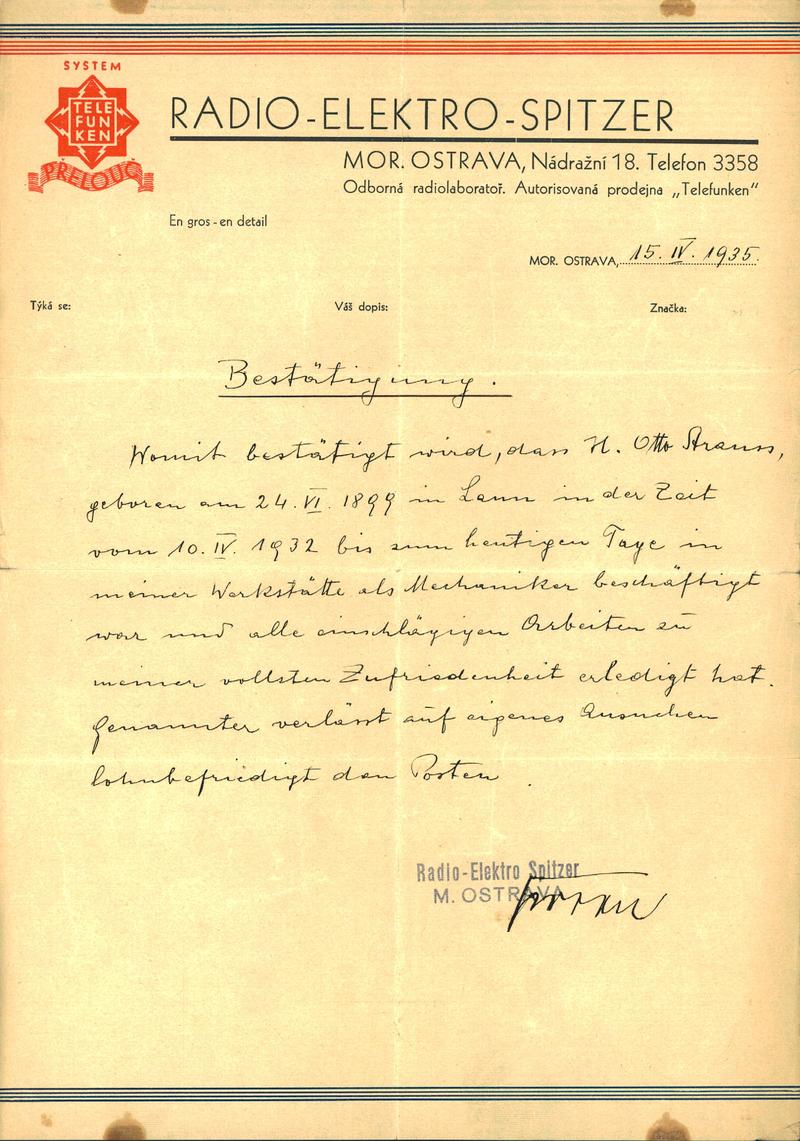 SYSTEM
TELE
FUN
KEN
PŘELOUČ
RADIO-ELEKTRO-SPITZER
MOR. OSTRAVA, Nádražní 18. Telefon 3358
Odborná radiolaboratoř. Autorisovaná prodejna „Telefunken"
En gros - en detail
MOR. OSTRAVA, 15. IV. 1935.
Týká se: Váš dopis: Značka:
Bestätigung.
Womit bestätigt wird, dass H. Otto Strauss,
geboren am 24. VI. 1899 in Laun in der Zeit
vom 10. IV. 1932 bis zum heutigen Tage in
meiner Werkstätte als Mechaniker beschäftigt
war und alle einschlägigen Arbeiten zu
meiner vollsten Zufriedenheit erledigt hat.
Genannter verlässt auf eigenes Ansuchen
lohnbefriedigt den Posten.
Radio-Elektro Spitzer
M. OSTRAVA